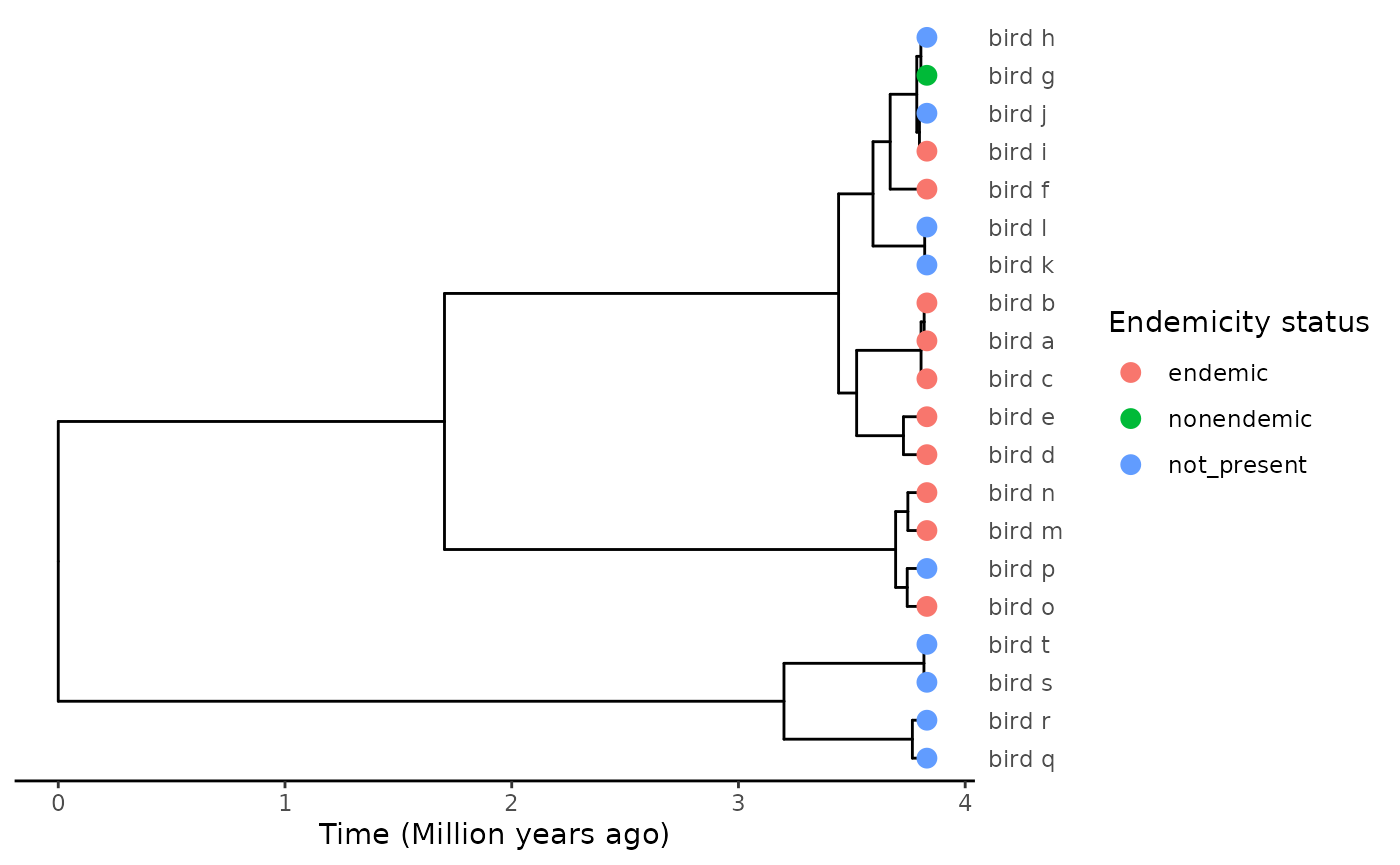 bird h
bird g
bird j
bird i
bird f
bird l
bird k
bird b
bird a
bird c
bird e
bird d
bird n
bird m
bird p
bird o
bird t
bird s
bird r
bird q
Endemicity status
endemic
nonendemic
not_present
0 1 2 3 4
Time (Million years ago)